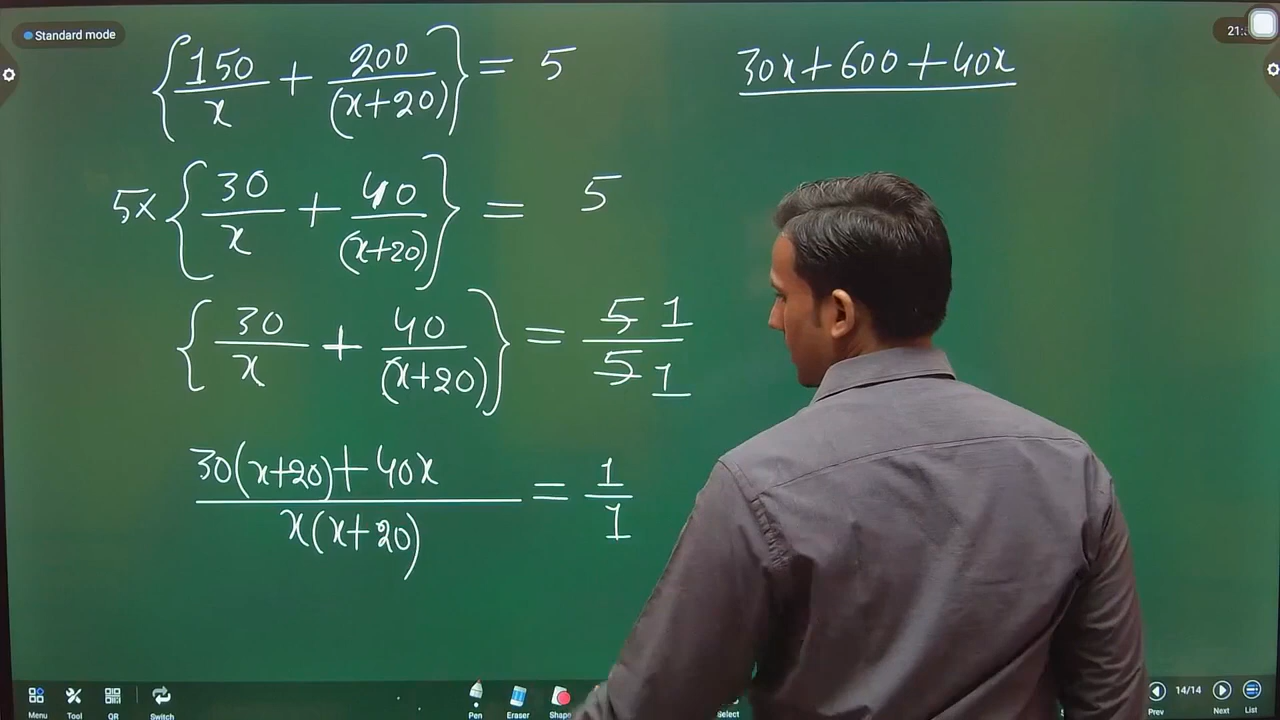 Standard mode
21:
{150/x + 200/(x+20)} = 5
30x+600+40x
5× {30/x + 40/(x+20)} = 5
{30/x + 40/(x+20)} = 5 1/5 1
30(x+20)+40x/x(x+20) = 1/1
Menu Tool QR Switch Pen Eraser Shape Select Prev 14/14 Next List